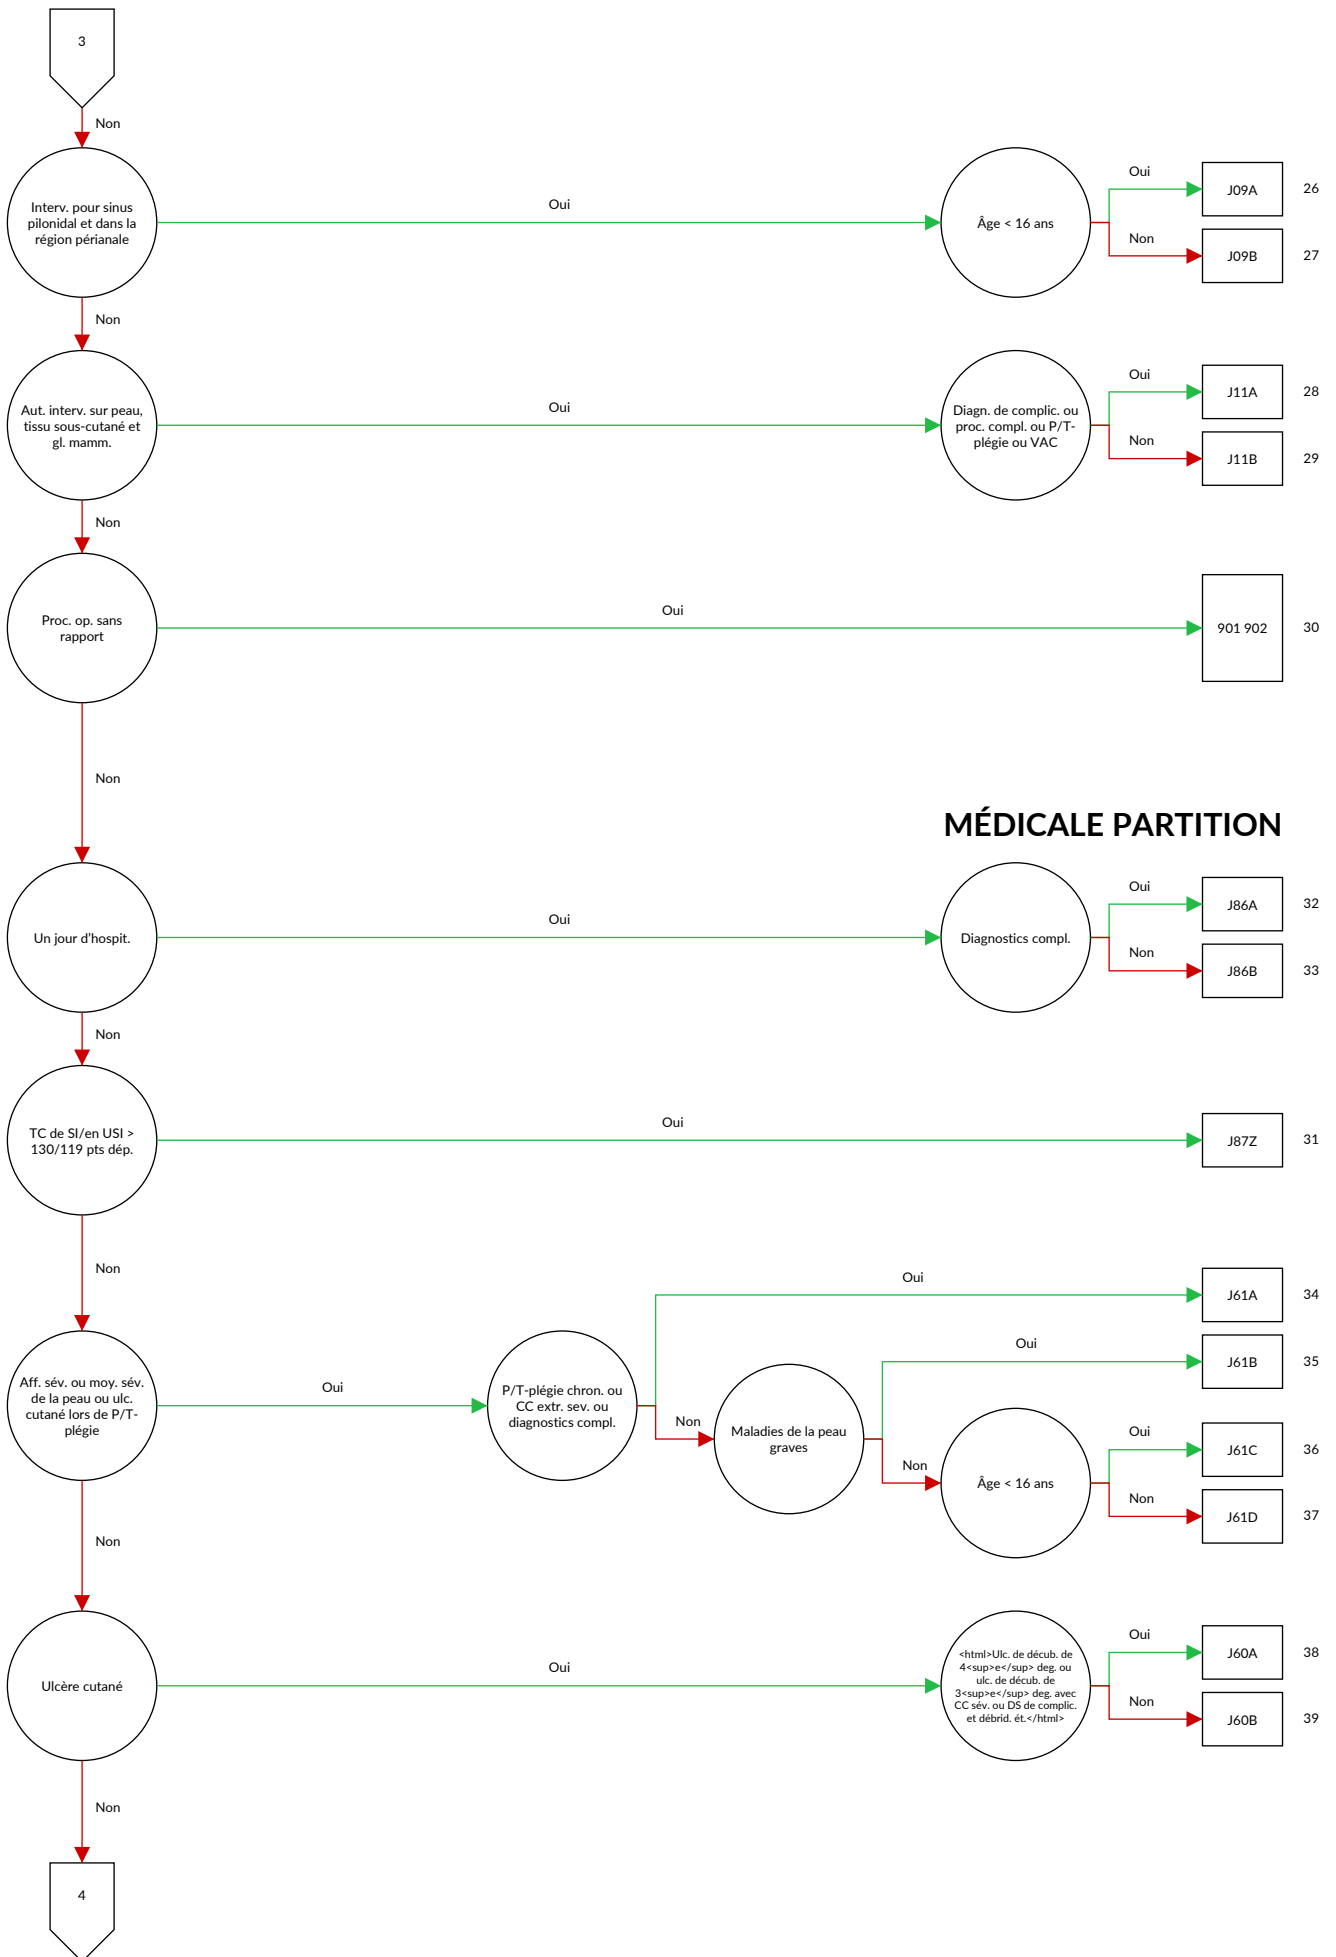 3
Non
Interv. pour sinus
pilonidal et dans la
région périanale
Oui
Âge < 16 ans
Oui
J09A
26
Non
J09B
27
Non
Aut. interv. sur peau,
tissu sous-cutané et
gl. mamm.
Oui
Diagn. de complic. ou
proc. compl. ou P/T-
plégie ou VAC
Oui
J11A
28
Non
J11B
29
Non
Proc. op. sans
rapport
Oui
901 902
30
Non
MÉDICALE PARTITION
Un jour d'hospit.
Oui
Diagnostics compl.
Oui
J86A
32
Non
J86B
33
Non
TC de SI/en USI >
130/119 pts dép.
Oui
J87Z
31
Non
Aff. sév. ou moy. sév.
de la peau ou ulc.
cutané lors de P/T-
plégie
Oui
P/T-plégie chron. ou
CC extr. sev. ou
diagnostics compl.
Oui
J61A
34
Non
Maladies de la peau
graves
Oui
J61B
35
Non
Âge < 16 ans
Oui
J61C
36
Non
J61D
37
Non
Ulcère cutané
Oui
<html>Ulc. de décub. de
4<sup>e</sup> deg. ou
ulc. de décub. de
3<sup>e</sup> deg. avec
CC sév. ou DS de complic.
et débrid. ét.</html>
Oui
J60A
38
Non
J60B
39
Non
4